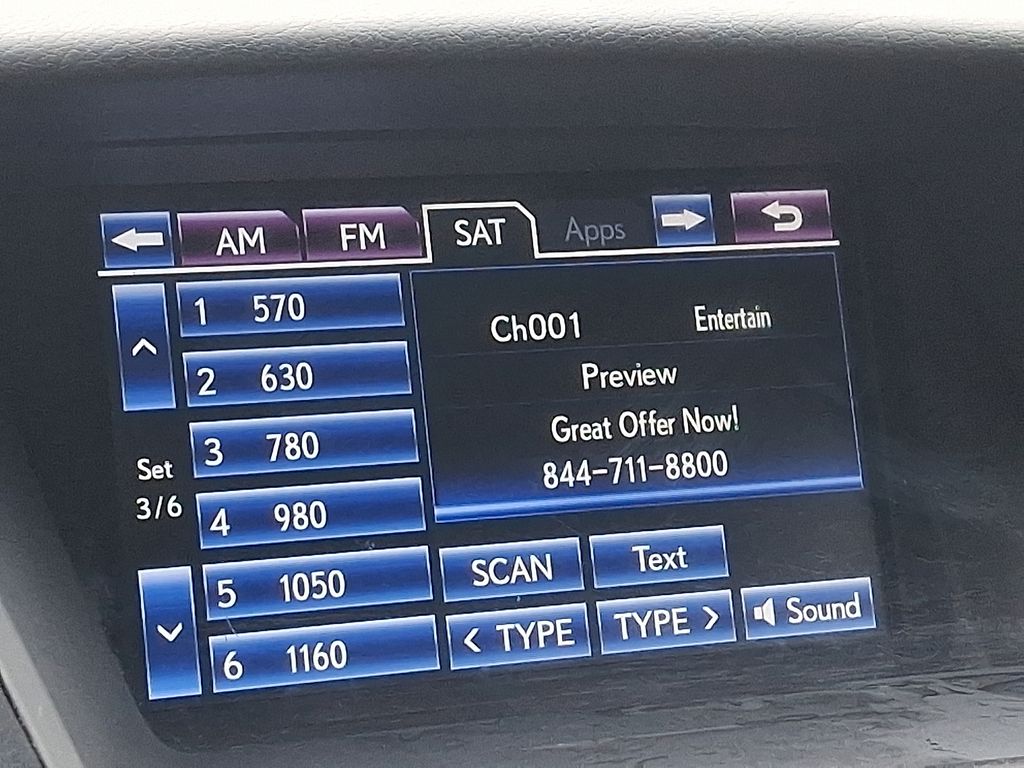 AM FM SAT Apps
1 570
2 630
3 780
4 980
5 1050
6 1160
Set
3/6
Ch001 Entertain
Preview
Great Offer Now!
844-711-8800
SCAN Text
< TYPE TYPE > Sound